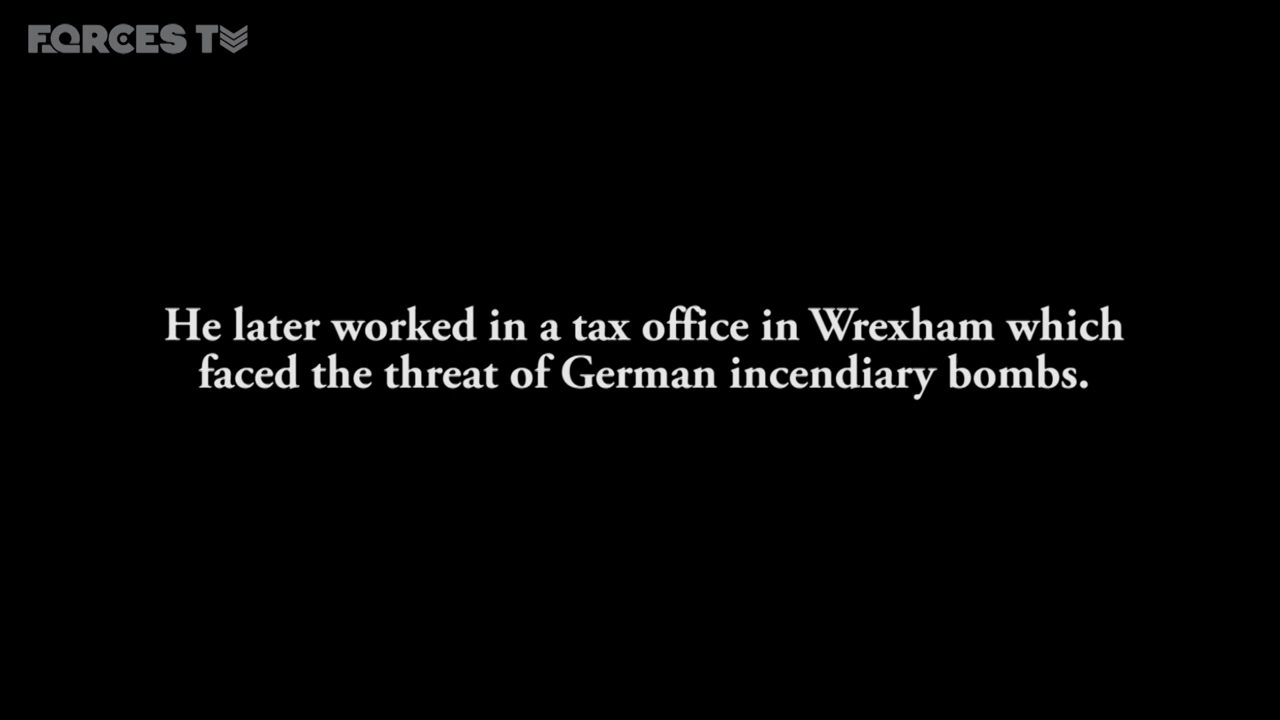 FORCES TV
He later worked in a tax office in Wrexham which
faced the threat of German incendiary bombs.